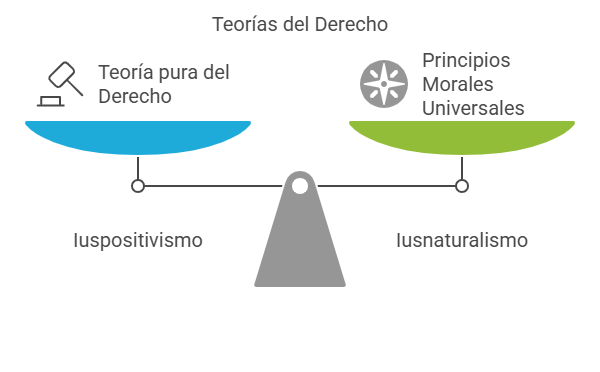 Teorías del Derecho
Teoría pura del
Derecho
Principios
Morales
Universales
Iuspositivismo
Iusnaturalismo